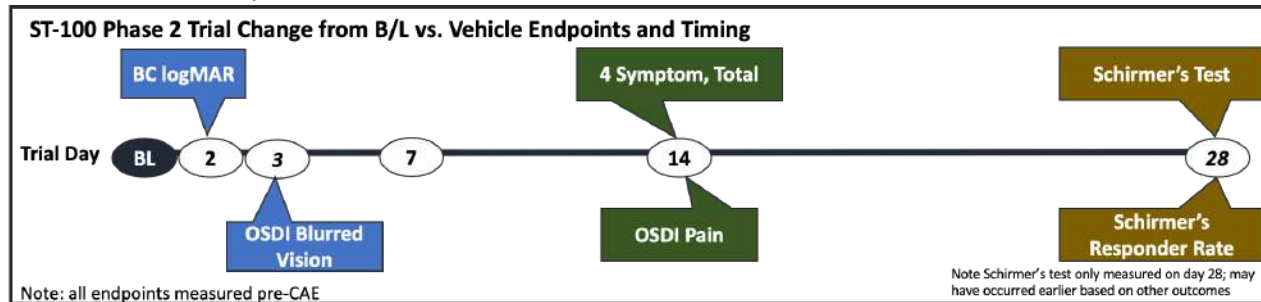 ST-100 Phase 2 Trial Change from B/L vs. Vehicle Endpoints and Timing
BC logMAR
4 Symptom, Total
Schirmer's Test
Trial Day
BL
2
3
7
14
28
OSDI Blurred
Vision
OSDI Pain
Schirmer's
Responder Rate
Note: all endpoints measured pre-CAE
Note Schirmer's test only measured on day 28; may
have occurred earlier based on other outcomes